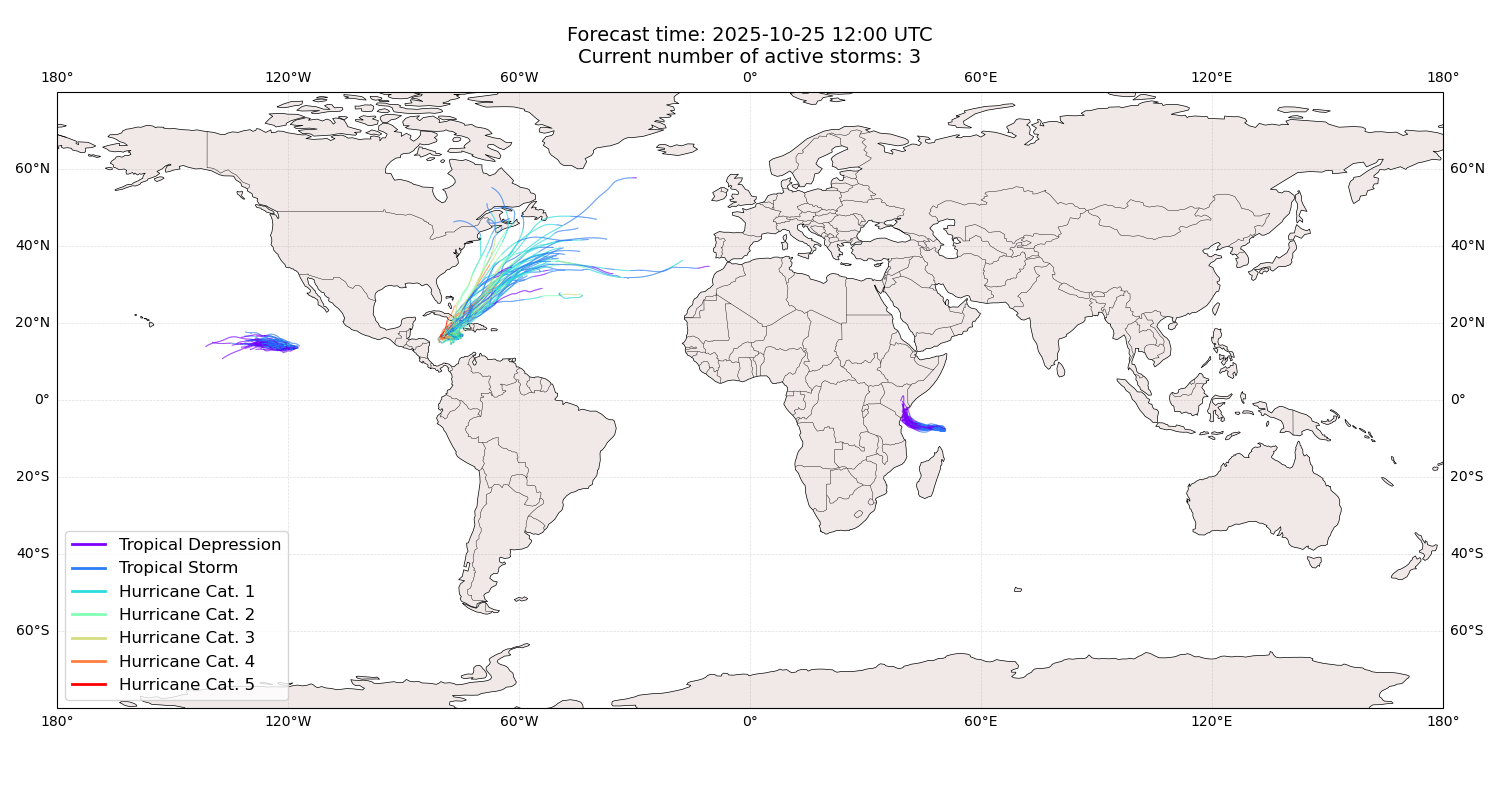 Forecast time: 2025-10-25 12:00 UTC
Current number of active storms: 3
180° 120°W 60°W 0° 60°E 120°E 180°
60°N 60°N
40°N 40°N
20°N 20°N
0° 0°
20°S 20°S
40°S 40°S
60°S 60°S
Tropical Depression
Tropical Storm
Hurricane Cat. 1
Hurricane Cat. 2
Hurricane Cat. 3
Hurricane Cat. 4
Hurricane Cat. 5
180° 120°W 60°W 0° 60°E 120°E 180°